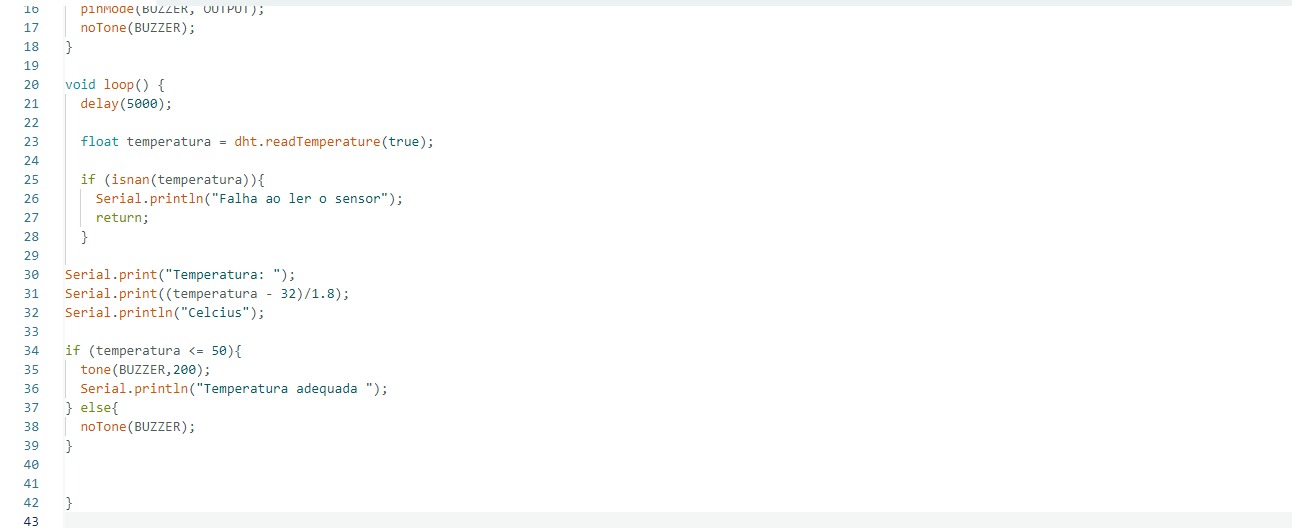 16 pinMode(BUZZER, OUTPUT);
17 noTone(BUZZER);
18 }
19
20 void loop() {
21 delay(5000);
22
23 float temperatura = dht.readTemperature(true);
24
25 if (isnan(temperatura)){
26 Serial.println("Falha ao ler o sensor");
27 return;
28 }
29
30 Serial.print("Temperatura: ");
31 Serial.print((temperatura - 32)/1.8);
32 Serial.println("Celcius");
33
34 if (temperatura <= 50){
35 tone(BUZZER,200);
36 Serial.println("Temperatura adequada ");
37 } else{
38 noTone(BUZZER);
39 }
40
41
42 }
43